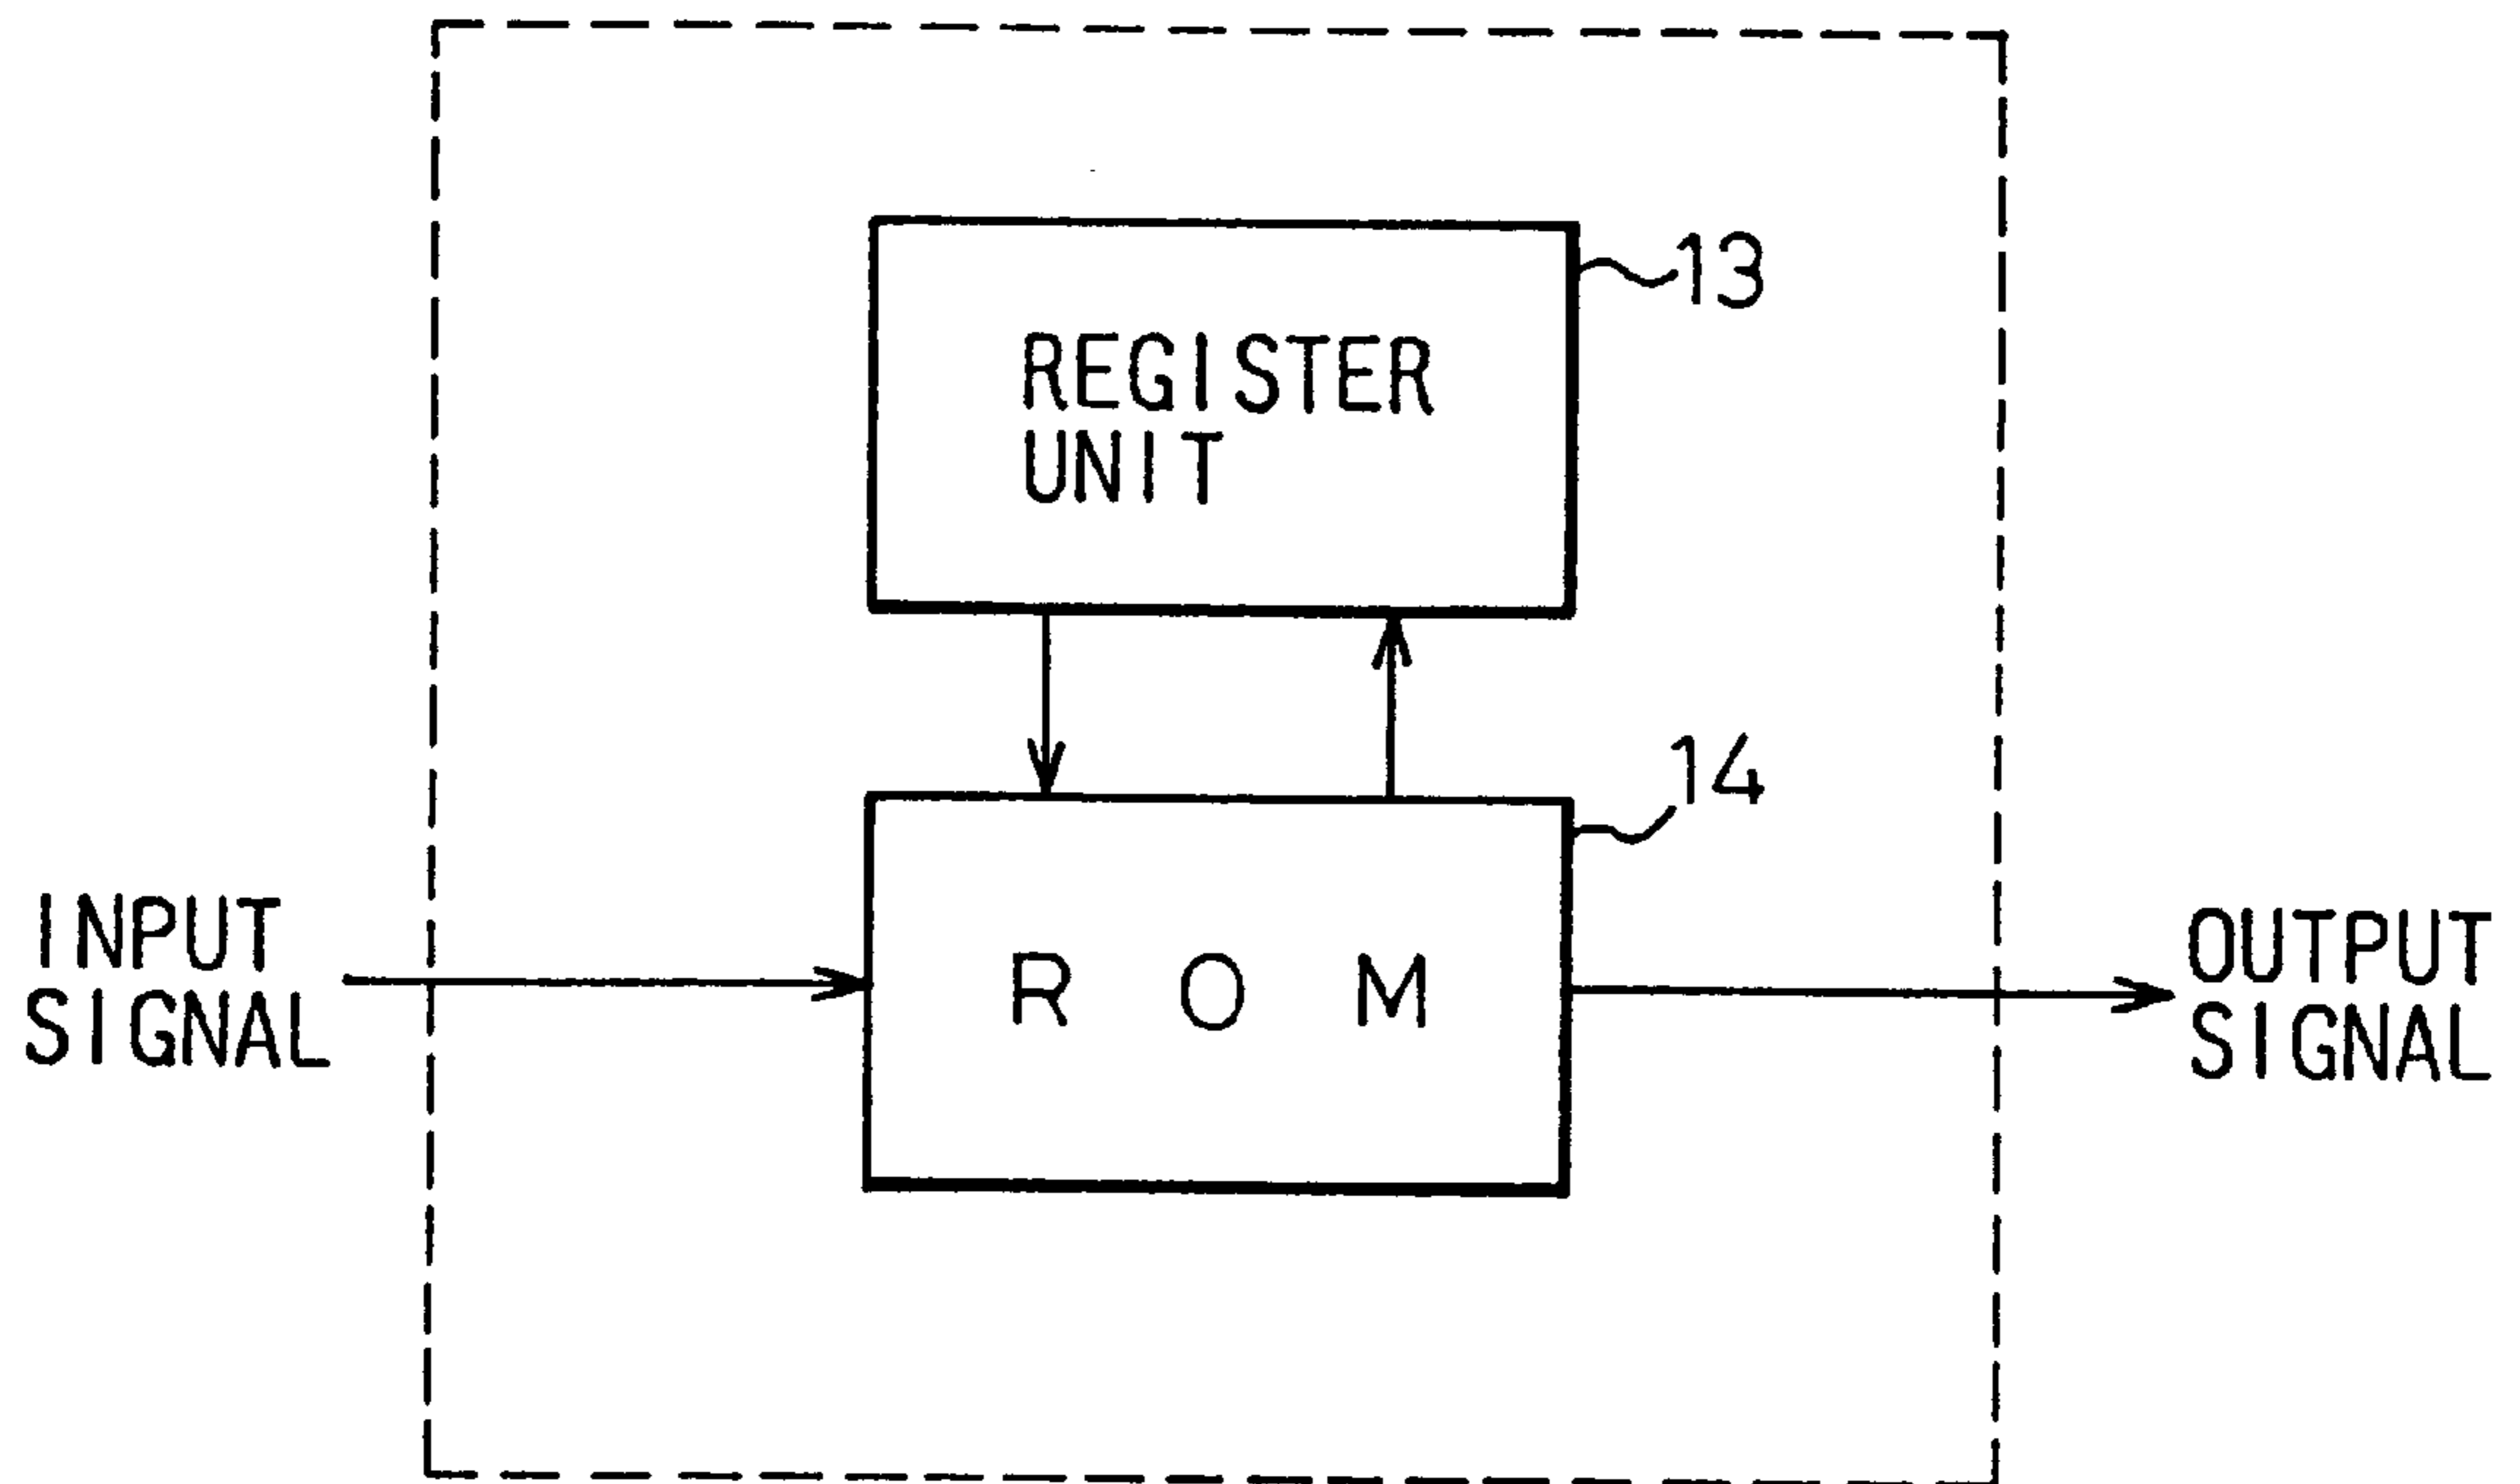 13
REGISTER
UNIT
14
INPUT
SIGNAL
R O M
OUTPUT
SIGNAL